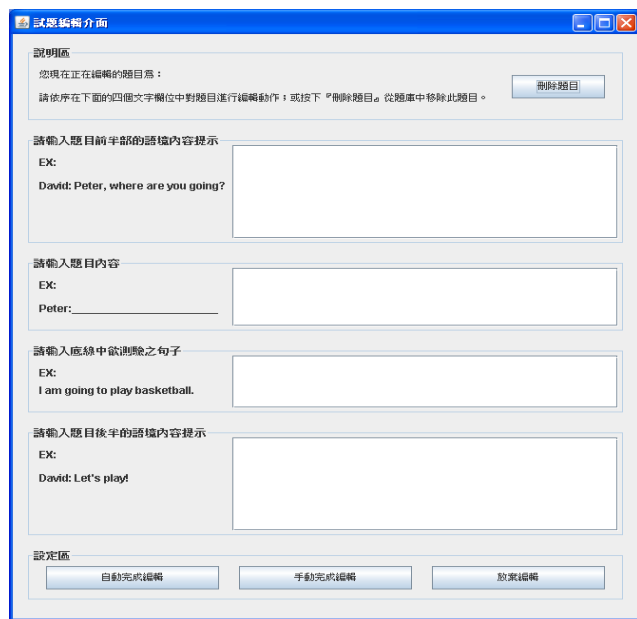 試題編輯介面
說明區
您現在正在編輯的題目為：
請依序在下面的四個文字欄位中對題目進行編輯動作；或按下『刪除題目』從題庫中移除此題目。
刪除題目
請輸入題目前半部的語境內容提示
EX:
David: Peter, where are you going?
請輸入題目內容
EX:
Peter:______________________
請輸入底線中欲測驗之句子
EX:
I am going to play basketball.
請輸入題目後半的語境內容提示
EX:
David: Let's play!
設定區
自動完成編輯
手動完成編輯
放棄編輯